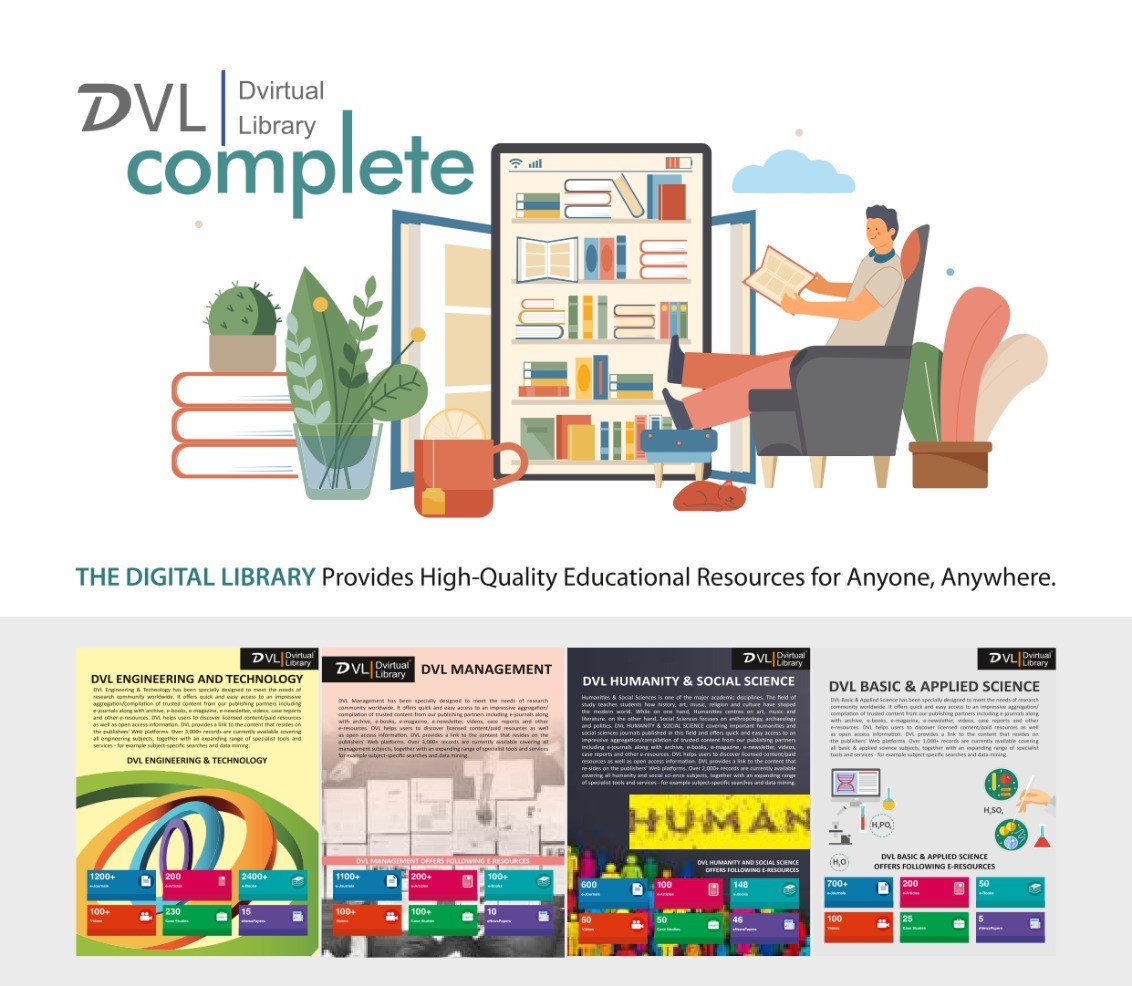 DVL Dvirtual
Library
complete
THE DIGITAL LIBRARY Provides High-Quality Educational Resources for Anyone, Anywhere.
DVL Dvirtual
Library
DVL ENGINEERING AND TECHNOLOGY
DVL Engineering & Technology has been specially designed to meet the needs of
research community worldwide. It offers quick and easy access to an impressive
aggregation/compilation of trusted content from our publishing partners including
e-journals along with archive, e-books, e-magazine, e-newsletter, videos, case reports
and other e-resources. DVL helps users to discover licensed content/paid resources
as well as open access information. DVL provides a link to the content that resides on
the publishers' Web platforms. Over 3,000+ records are currently available covering
all engineering subjects, together with an expanding range of specialist tools and
services - for example subject-specific searches and data mining.
DVL ENGINEERING & TECHNOLOGY
1200+
e-Journals
200
e-Articles
2400+
e-Books
100+
Videos
230
Case Studies
15
eNewsPapers
DVL Dvirtual
Library
DVL MANAGEMENT
DVL Management has been specially designed to meet the needs of research
community worldwide. It offers quick and easy access to an impressive aggregation/
compilation of trusted content from our publishing partners including e-journals along
with archive, e-books, e-magazine, e-newsletter, videos, case reports and other
e-resources. DVL helps users to discover licensed content/paid resources as well
as open access information. DVL provides a link to the content that resides on the
publishers' Web platforms. Over 3,000+ records are currently available covering all
management subjects, together with an expanding range of specialist tools and services
for example subject-specific searches and data mining.
DVL MANAGEMENT OFFERS FOLLOWING E-RESOURCES
1100+
e-Journals
200+
e-Articles
100+
e-Books
100+
Videos
100+
Case Studies
10
eNewsPapers
DVL Dvirtual
Library
DVL HUMANITY & SOCIAL SCIENCE
Humanities & Social Sciences is one of the major academic disciplines. The field of
study teaches students how history, art, music, religion and culture have shaped
the modern world. While on one hand, Humanities centres on art, music and
literature, on the other hand, Social Sciences focuses on anthropology, archaeology
and politics. DVL HUMANITY & SOCIAL SCIENCE covering important humanities and
social sciences journals published in this field and offers quick and easy access to an
impressive aggregation/compilation of trusted content from our publishing partners
including e-journals along with archive, e-books, e-magazine, e-newsletter, videos,
case reports and other e-resources. DVL helps users to discover licensed content/paid
resources as well as open access information. DVL provides a link to the content that
re-sides on the publishers' Web platforms. Over 2,000+ records are currently available
covering all humanity and social sci-ence subjects, together with an expanding range
of specialist tools and services - for example subject-specific searches and data mining.
HUMAN
DVL HUMANITY AND SOCIAL SCIENCE
OFFERS FOLLOWING E-RESOURCES
600
e-Journals
100
e-Articles
148
e-Books
50
Videos
50
Case Studies
46
eNewsPapers
DVL Dvirtual
Library
DVL BASIC & APPLIED SCIENCE
DVL Basic & Applied Science has been specially designed to meet the needs of research
community worldwide. It offers quick and easy access to an impressive aggregation/
compilation of trusted content from our publishing partners including e-journals along
with archive, e-books, e-magazine, e-newsletter, videos, case reports and other
e-resources. DVL helps users to discover licensed content/paid resources as well
as open access information. DVL provides a link to the content that resides on the
publishers' Web platforms. Over 3,000+ records are currently available covering
all basic & applied science subjects, together with an expanding range of specialist
tools and services - for example subject-specific searches and data mining.
H₂SO₄
H₃PO₄
H₂O
DVL BASIC & APPLIED SCIENCE
OFFERS FOLLOWING E-RESOURCES
700+
e-Journals
200
e-Articles
50
e-Books
100
Videos
25
Case Studies
5
eNewsPapers